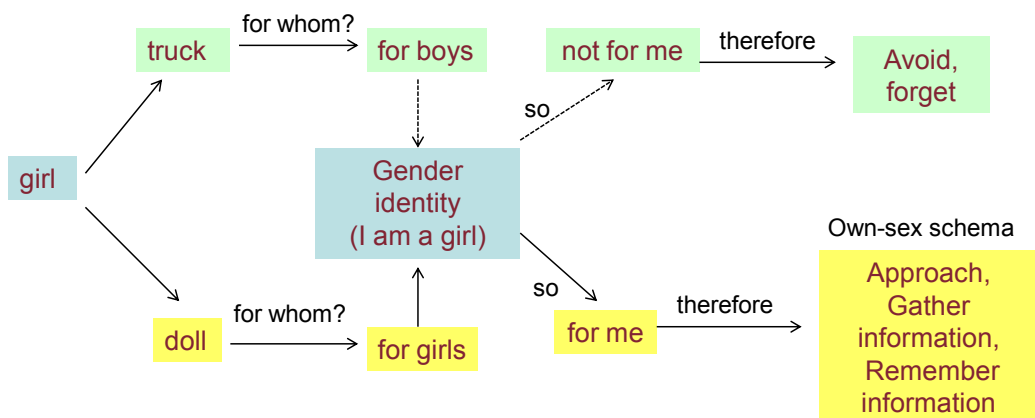 for whom?
truck
for boys
not for me
therefore
Avoid,
forget
so
girl
Gender
identity
(I am a girl)
Own-sex schema
so
doll
for whom?
for girls
for me
therefore
Approach,
Gather
information,
Remember
information